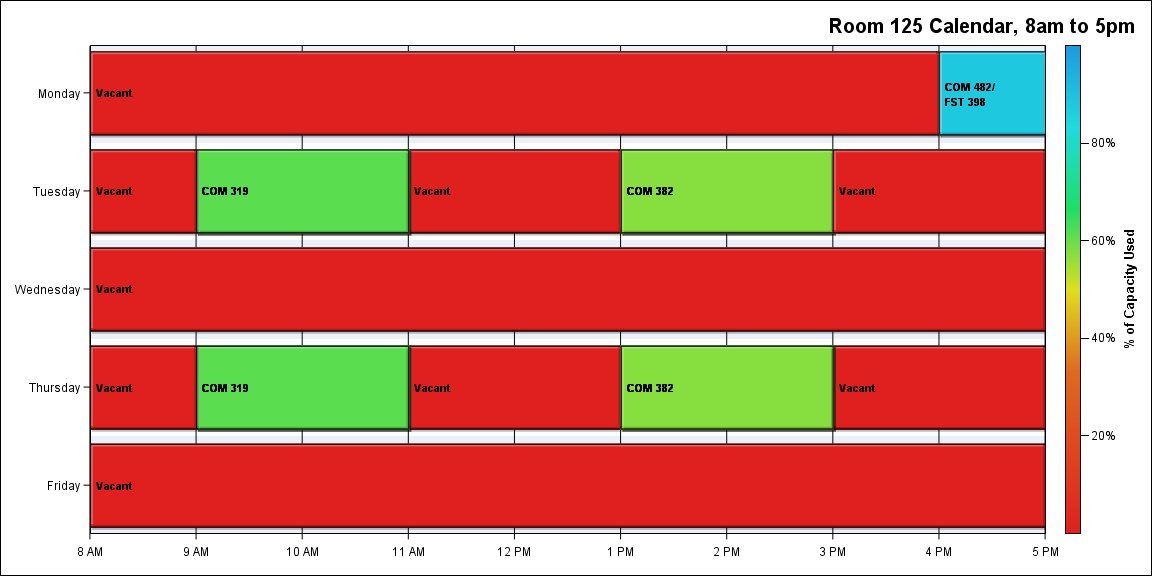 Room 125 Calendar, 8am to 5pm
Monday
Vacant
COM 482/
FST 398
Tuesday
Vacant
COM 319
Vacant
COM 382
Vacant
Wednesday
Vacant
Thursday
Vacant
COM 319
Vacant
COM 382
Vacant
Friday
Vacant
8 AM
9 AM
10 AM
11 AM
12 PM
1 PM
2 PM
3 PM
4 PM
5 PM
80%
60%
40%
20%
% of Capacity Used